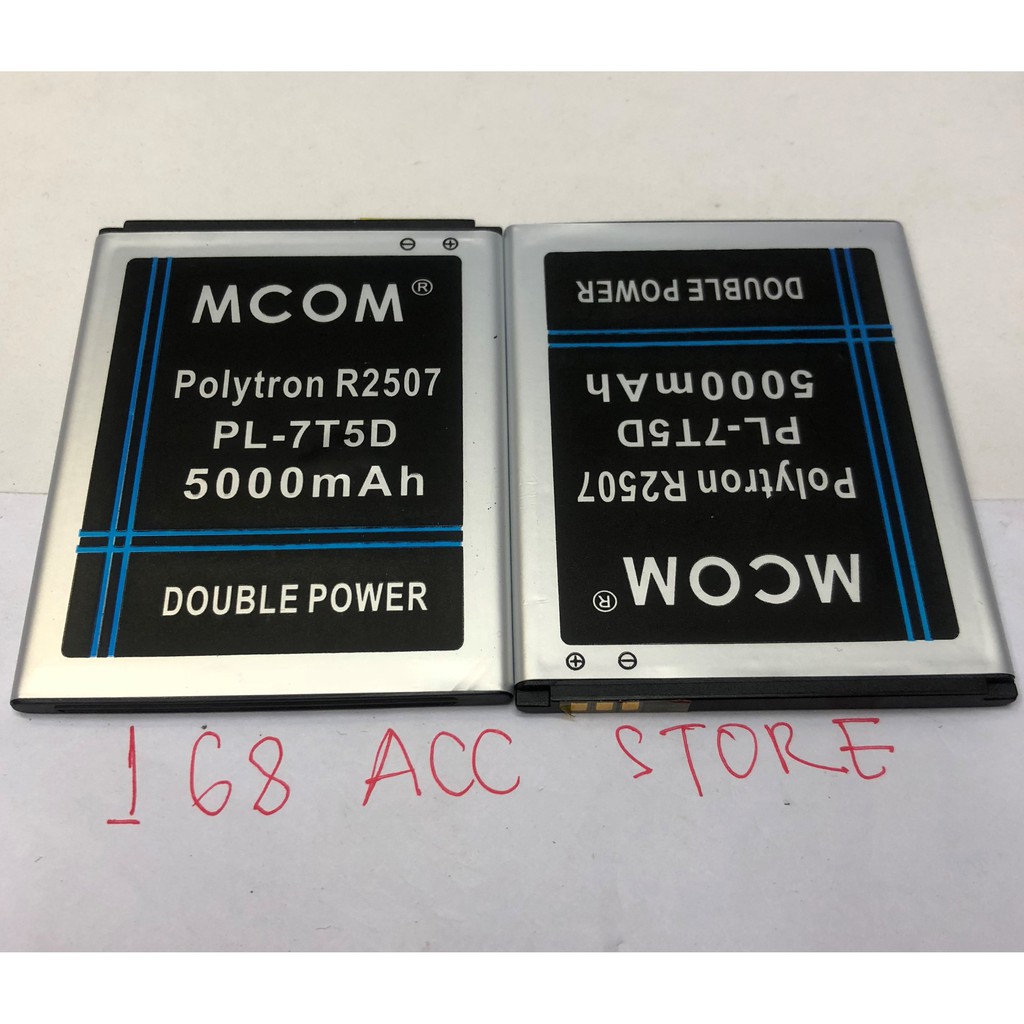 ⊖ ⊕
MCOM®
Polytron R2507
PL-7T5D
5000mAh
DOUBLE POWER
⊖ ⊕
MCOM®
Polytron R2507
PL-7T5D
5000mAh
DOUBLE POWER
168 ACC STORE